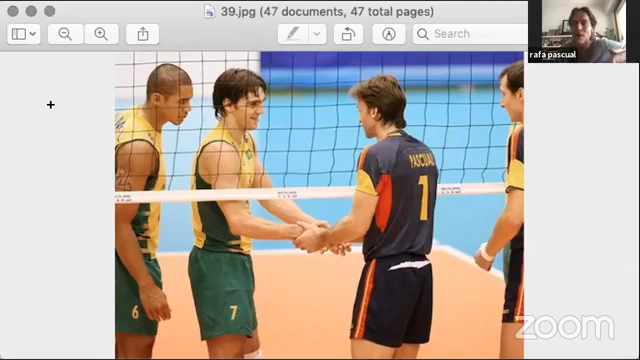 39.jpg (47 documents, 47 total pages)
Search
rafa pascual
PASCUAL
1
7
6
zoom